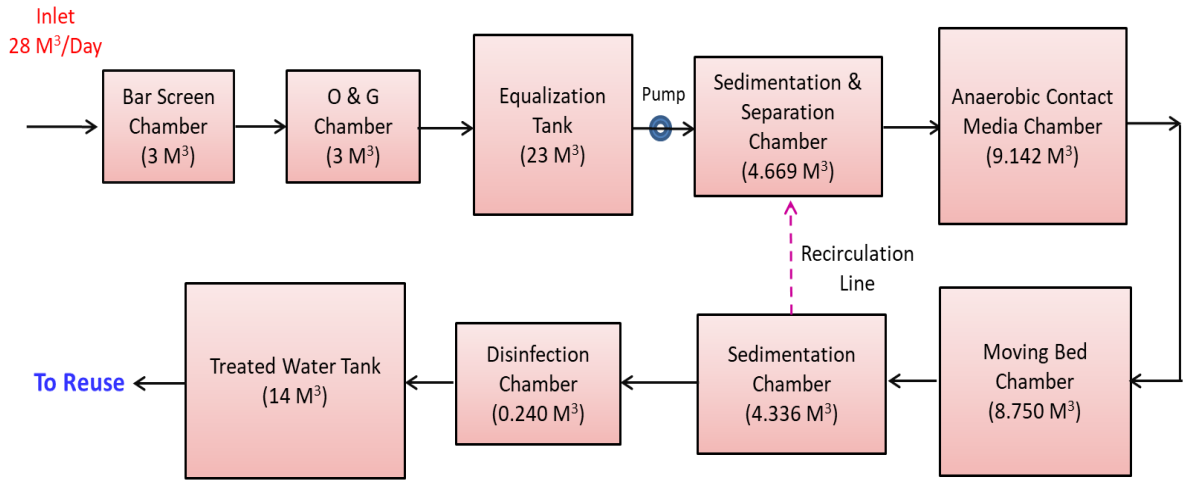 Inlet
28 M³/Day
Bar Screen
Chamber
(3 M³)
O & G
Chamber
(3 M³)
Equalization
Tank
(23 M³)
Pump
Sedimentation &
Separation
Chamber
(4.669 M³)
Anaerobic Contact
Media Chamber
(9.142 M³)
Recirculation
Line
To Reuse
Treated Water Tank
(14 M³)
Disinfection
Chamber
(0.240 M³)
Sedimentation
Chamber
(4.336 M³)
Moving Bed
Chamber
(8.750 M³)